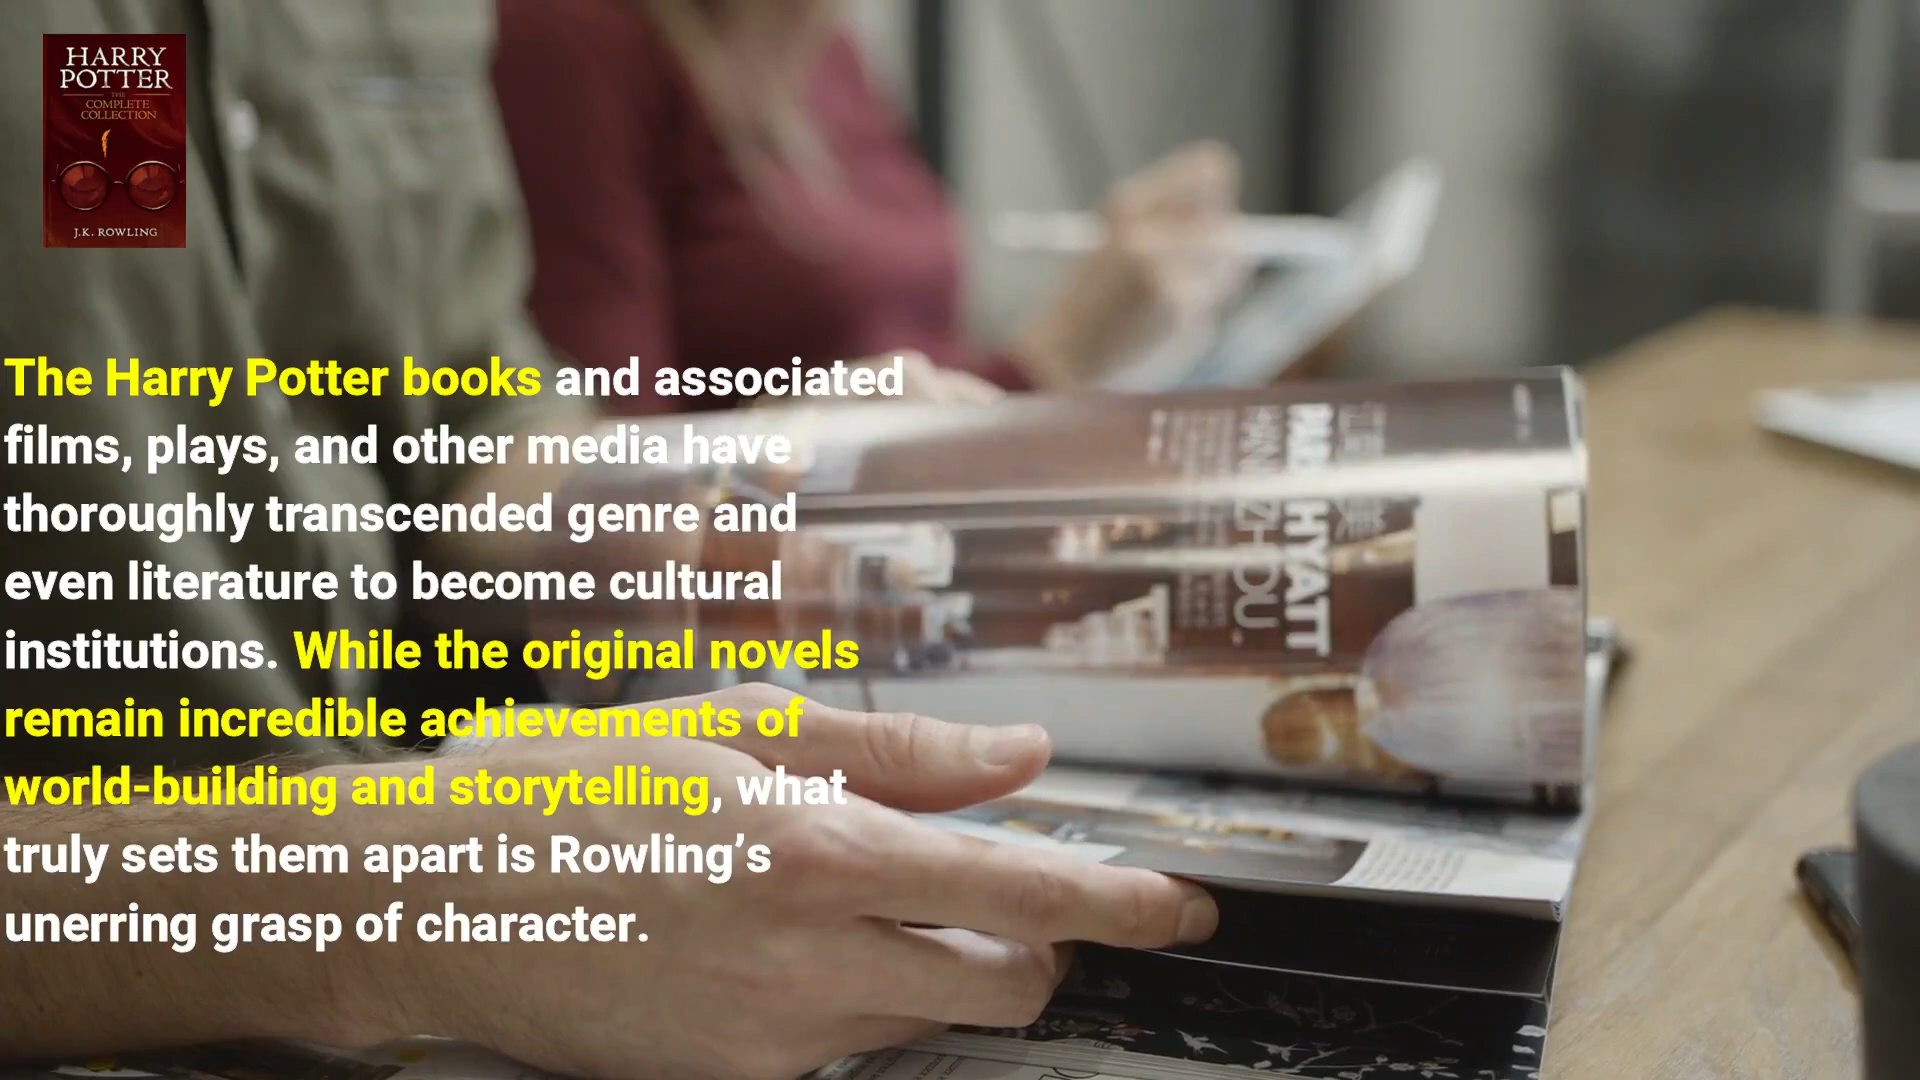 HARRY
POTTER
THE
COMPLETE
COLLECTION
J.K. ROWLING
The Harry Potter books and associated
films, plays, and other media have
thoroughly transcended genre and
even literature to become cultural
institutions. While the original novels
remain incredible achievements of
world-building and storytelling, what
truly sets them apart is Rowling’s
unerring grasp of character.
HYATT